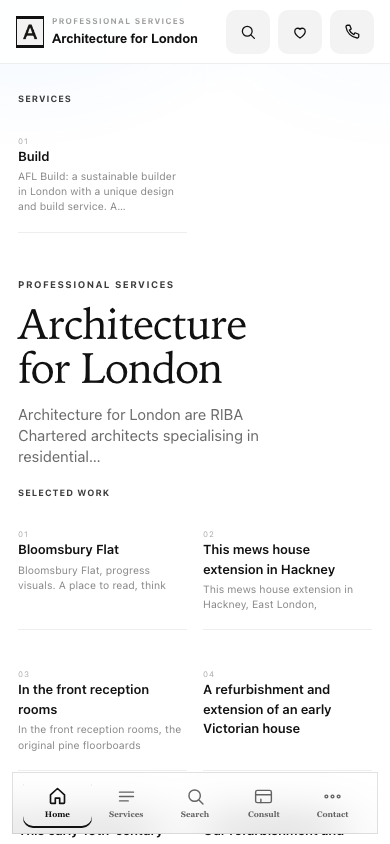 A
PROFESSIONAL SERVICES
Architecture for London
SERVICES
01
Build
AFL Build: a sustainable builder
in London with a unique design
and build service. A...
PROFESSIONAL SERVICES
Architecture
for London
Architecture for London are RIBA
Chartered architects specialising in
residential...
SELECTED WORK
01
Bloomsbury Flat
Bloomsbury Flat, progress
visuals. A place to read, think
02
This mews house
extension in Hackney
This mews house extension in
Hackney, East London,
03
In the front reception
rooms
In the front reception rooms, the
original pine floorboards
04
A refurbishment and
extension of an early
Victorian house
Home
Services
Search
Consult
Contact